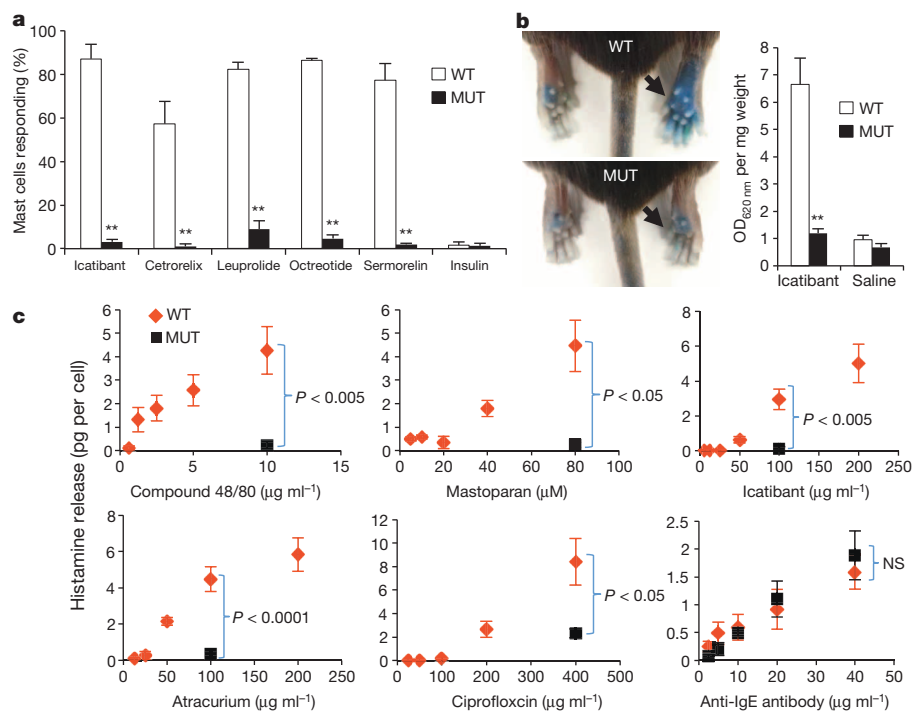 a
Mast cells responding (%)
100
80
60
40
20
0
WT
MUT
**
**
**
**
**
Icatibant
Cetrorelix
Leuprolide
Octreotide
Sermorelin
Insulin
b
WT
MUT
OD620 nm per mg weight
8
7
6
5
4
3
2
1
0
WT
MUT
**
Icatibant
Saline
c
Histamine release (pg per cell)
WT
MUT
6
5
4
3
2
1
0
P < 0.005
0
5
10
15
Compound 48/80 (µg ml–1)
6
5
4
3
2
1
0
P < 0.05
0
20
40
60
80
100
Mastoparan (µM)
8
6
4
2
0
P < 0.005
0
50
100
150
200
250
Icatibant (µg ml–1)
8
6
4
2
0
P < 0.0001
0
50
100
150
200
250
Atracurium (µg ml–1)
12
10
8
6
4
2
0
P < 0.05
0
100
200
300
400
500
Ciprofloxcin (µg ml–1)
2.5
2
1.5
1
0.5
0
NS
0
10
20
30
40
50
Anti-IgE antibody (µg ml–1)